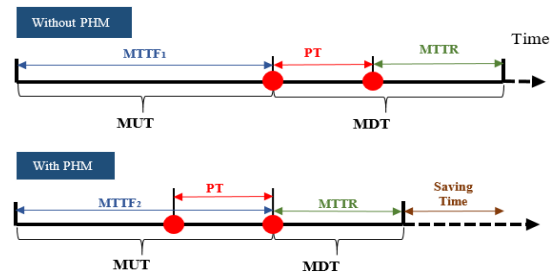 Without PHM
Time
MTTF1 PT MTTR
MUT MDT
With PHM
PT Saving
Time
MTTF2 MTTR
MUT MDT